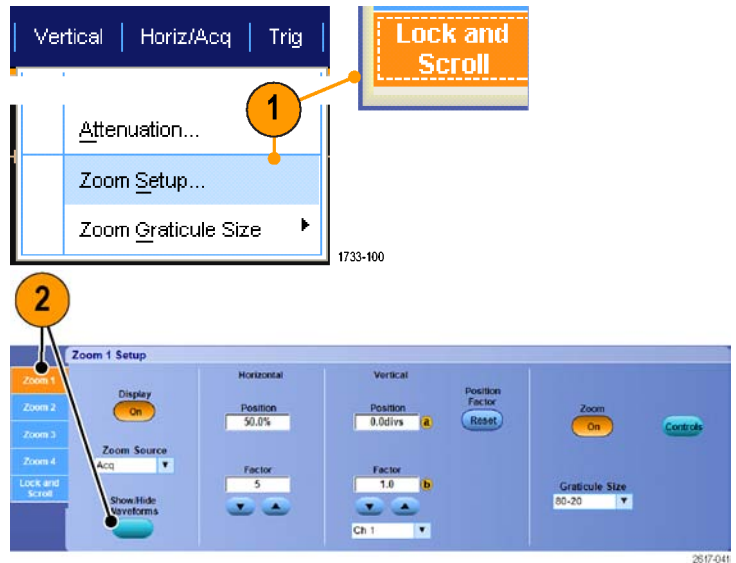 Vertical | Horiz/Acq | Trig
Lock and
Scroll
1
Attenuation...
Zoom Setup...
Zoom Graticule Size
1733-100
2
Zoom 1 Setup
Zoom 1
Zoom 2
Zoom 3
Zoom 4
Lock and
Scroll
Display
On
Zoom Source
Acq
Show/Hide
Waveforms
Horizontal
Position
50.0%
Factor
5
Vertical
Position
0.0divs
a
Factor
1.0
b
Ch 1
Position
Factor
Reset
Zoom
On
Graticule Size
80-20
Controls
2617-041